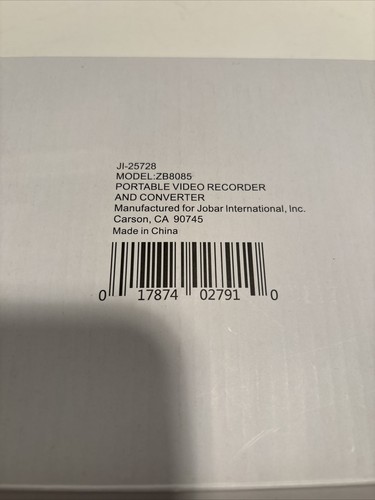 JI-25728
MODEL:ZB8085
PORTABLE VIDEO RECORDER
AND CONVERTER
Manufactured for Jobar International, Inc.
Carson, CA 90745
Made in China
0 17874 02791 0